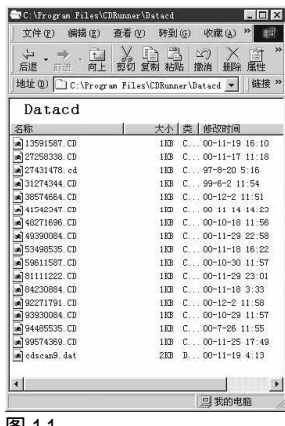 C:\Program Files\CDRunner\Datacd
文件(F) 编辑(E) 查看(V) 转到(G) 收藏(A) »
后退 前进 向上 剪切 复制 粘贴 撤消 删除 属性 »
地址(D) C:\Program Files\CDRunner\Datacd 链接 »
Datacd
名称 大小 类. 修改时间
13591587.CD 1KB C... 00-11-19 16:10
27258338.CD 1KB C... 00-11-17 11:18
27431478.cd 1KB C... 97-8-20 5:16
31274344.CD 1KB C... 99-6-2 11:54
38574664.CD 1KB C... 00-12-2 11:51
41542347.CD 1KB C... 00-11-14 14:23
48271696.CD 1KB C... 00-10-18 11:56
49390084.CD 1KB C... 00-11-29 22:58
53498535.CD 1KB C... 00-11-18 16:22
59611587.CD 1KB C... 00-10-30 11:57
81111222.CD 1KB C... 00-11-29 23:01
84230884.CD 1KB C... 00-11-18 3:33
92271791.CD 1KB C... 00-12-2 11:58
93930084.CD 1KB C... 00-10-29 11:57
94485535.CD 1KB C... 00-7-26 11:55
99574369.CD 1KB C... 00-11-25 17:49
cdscan9.dat 2KB D... 00-11-19 4:13
我的电脑
图 1.1